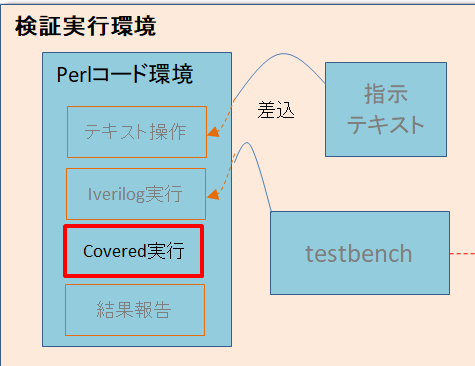 検証実行環境
Perlコード環境
テキスト操作
Iverilog実行
Covered実行
結果報告
差込
指示
テキスト
testbench